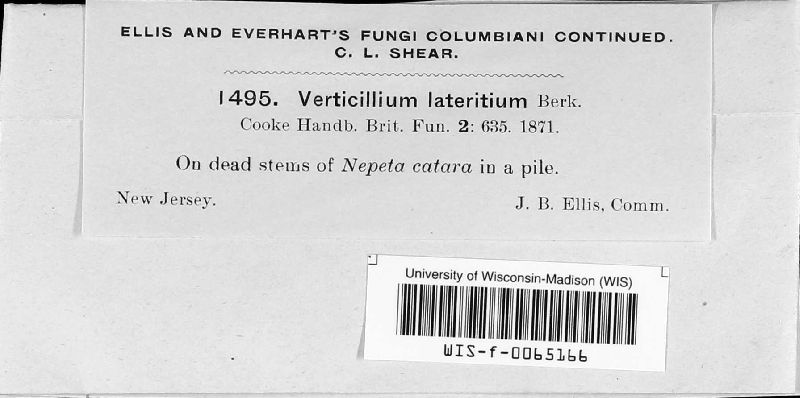 ELLIS AND EVERHART'S FUNGI COLUMBIANI CONTINUED.
C. L. SHEAR.
1495. Verticillium lateritium Berk.
Cooke Handb. Brit. Fun. 2: 635. 1871.
On dead stems of Nepeta catara in a pile.
New Jersey. J. B. Ellis, Comm.
University of Wisconsin-Madison (WIS)
WIS-f-0065166